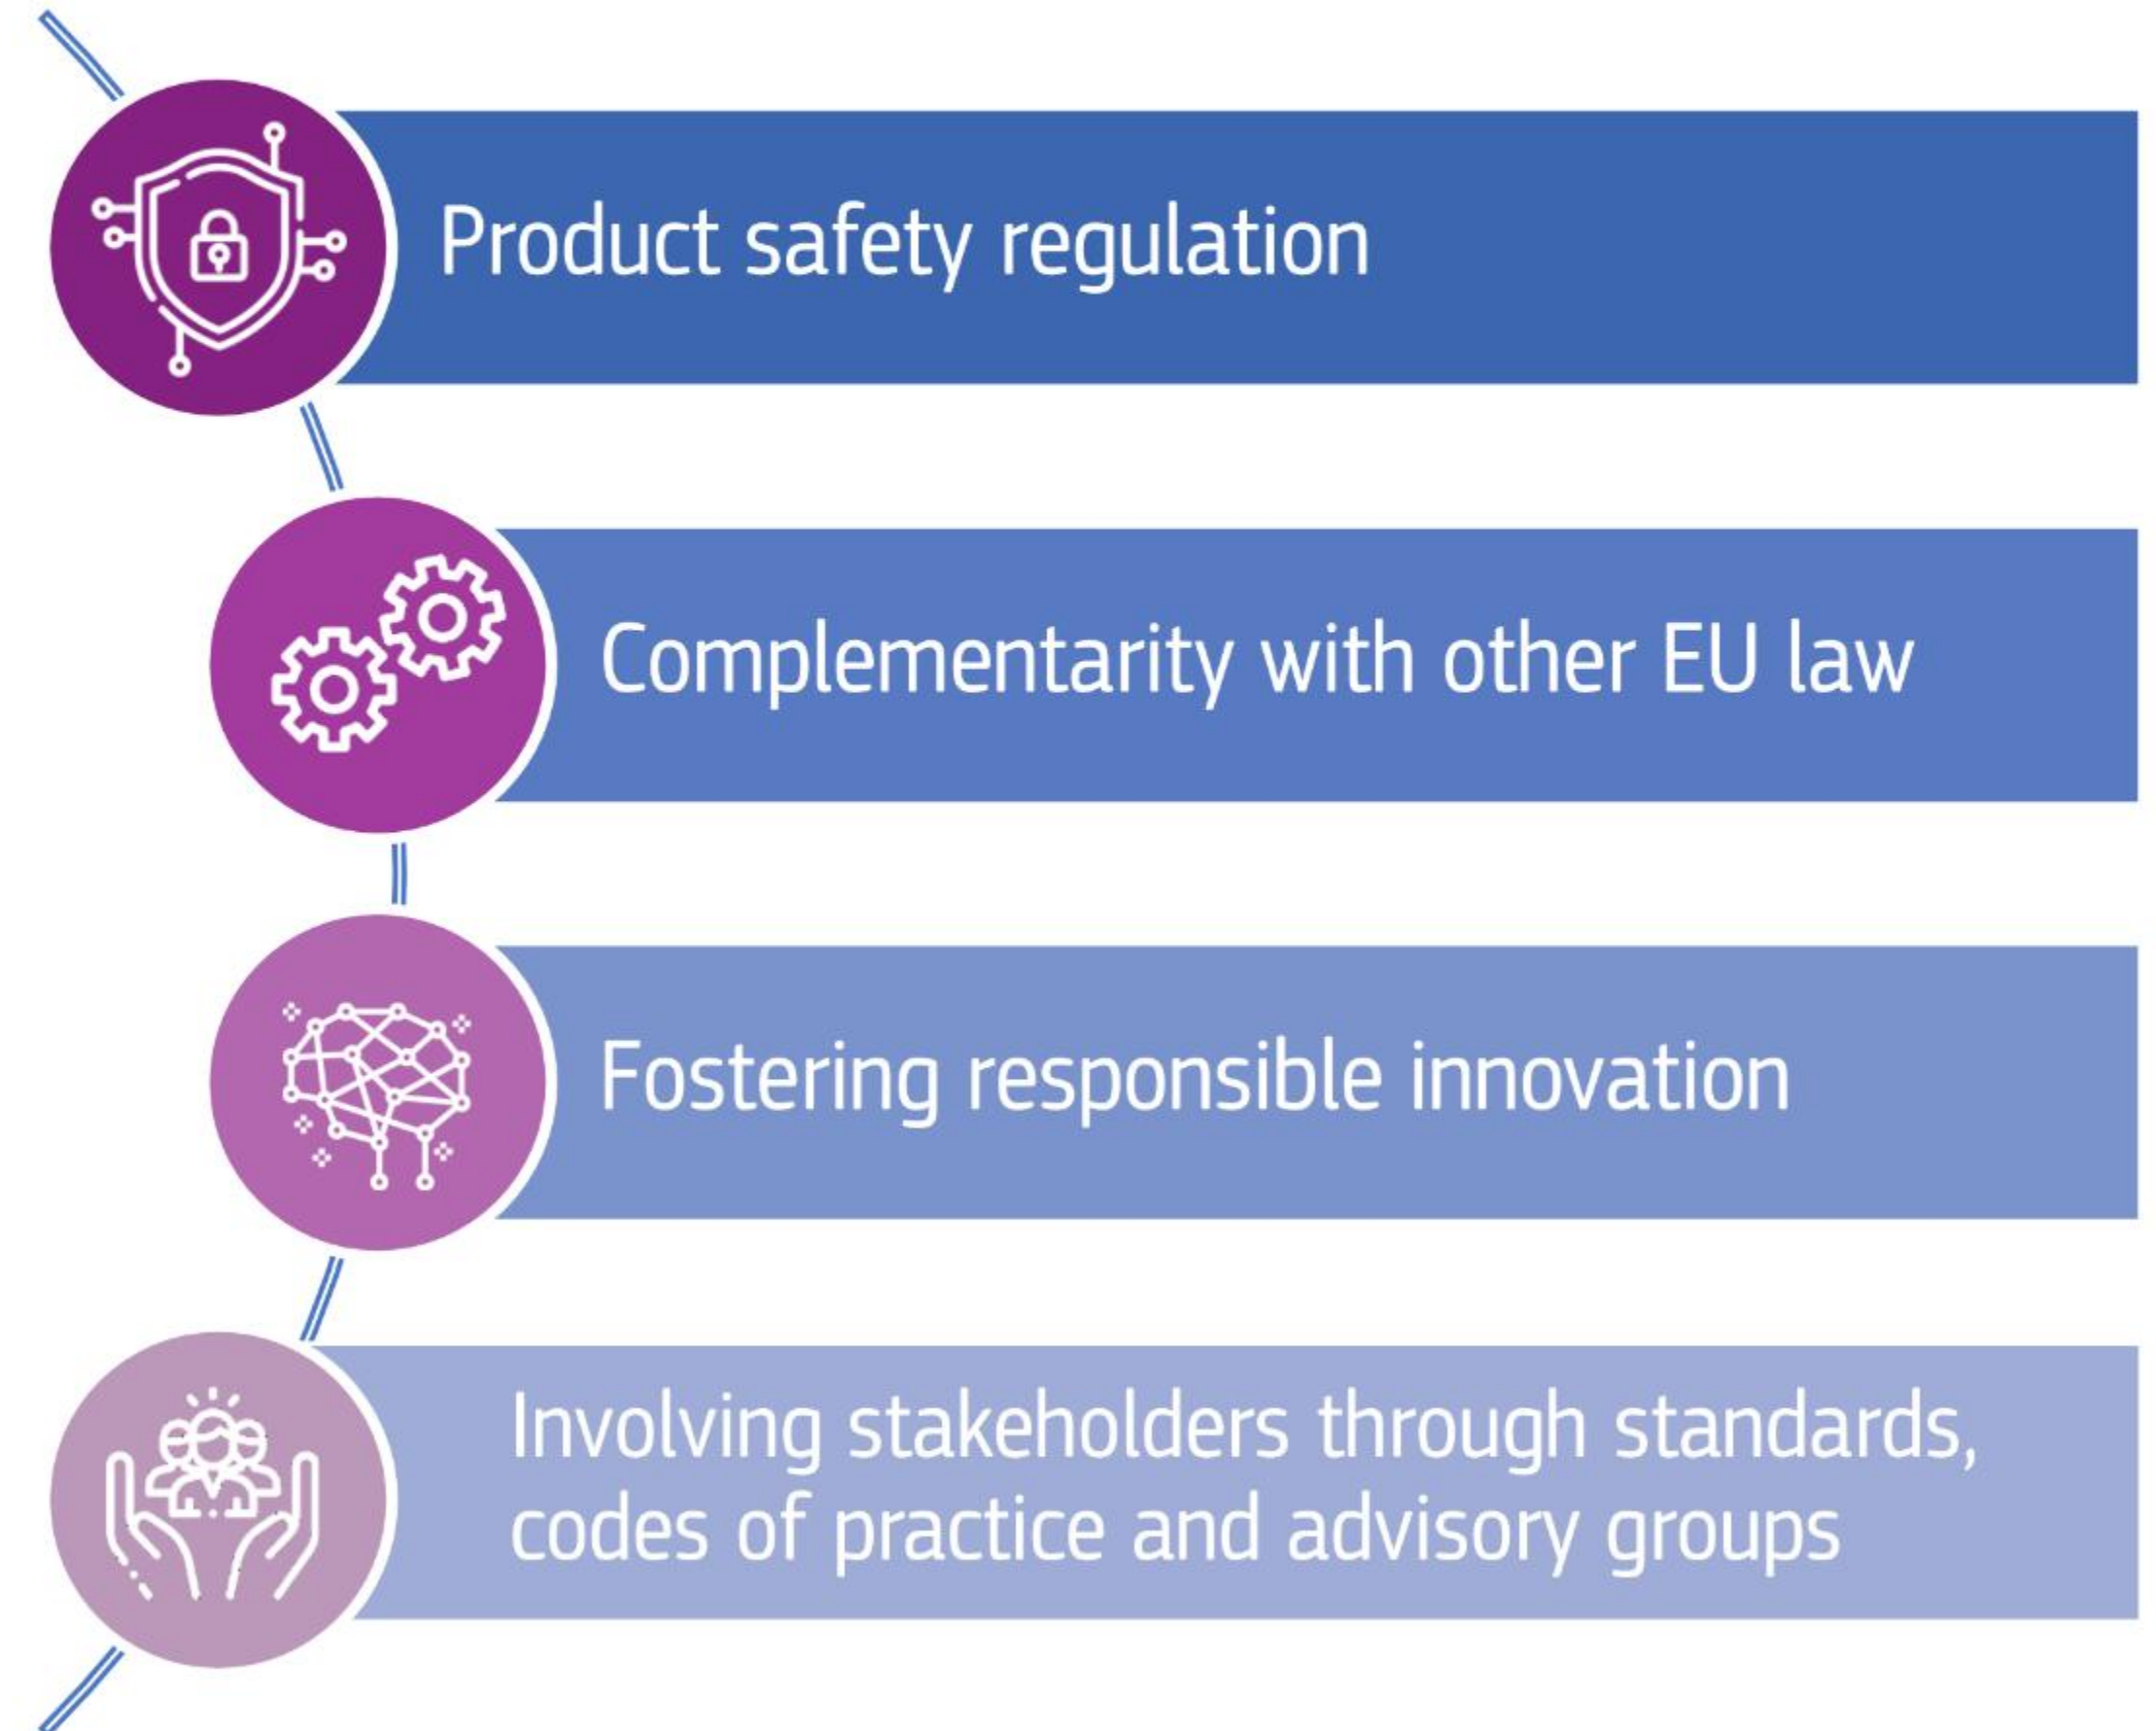 Product safety regulation
Complementarity with other EU law
Fostering responsible innovation
Involving stakeholders through standards,
codes of practice and advisory groups